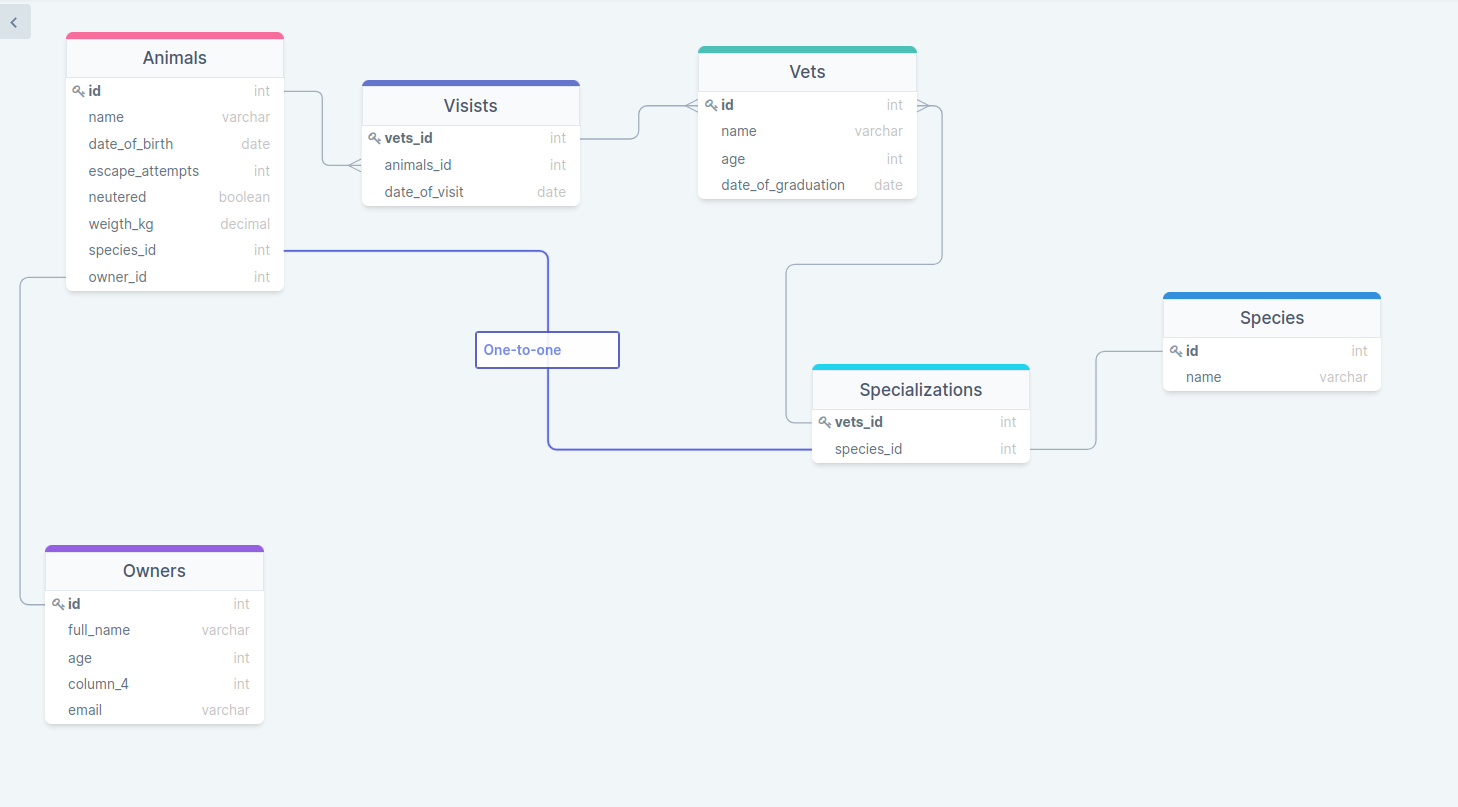 Animals
id int
name varchar
date_of_birth date
escape_attempts int
neutered boolean
weigth_kg decimal
species_id int
owner_id int
Visists
vets_id int
animals_id int
date_of_visit date
Vets
id int
name varchar
age int
date_of_graduation date
One-to-one
Specializations
vets_id int
species_id int
Species
id int
name varchar
Owners
id int
full_name varchar
age int
column_4 int
email varchar